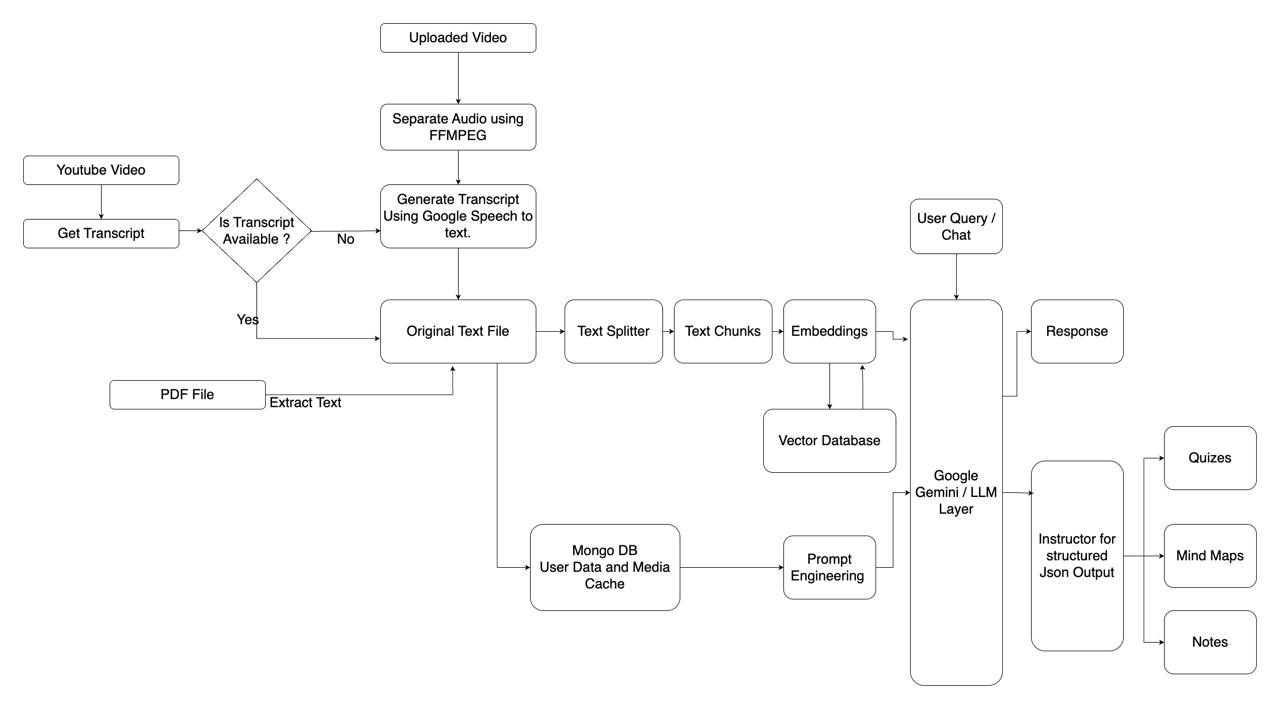 Uploaded Video
Separate Audio using
FFMPEG
Youtube Video
Get Transcript
Is Transcript
Available ?
No
Yes
Generate Transcript
Using Google Speech to
text.
User Query /
Chat
Original Text File
Text Splitter
Text Chunks
Embeddings
Response
PDF File
Extract Text
Vector Database
Google
Gemini / LLM
Layer
Quizes
Mongo DB
User Data and Media
Cache
Prompt
Engineering
Instructor for
structured
Json Output
Mind Maps
Notes